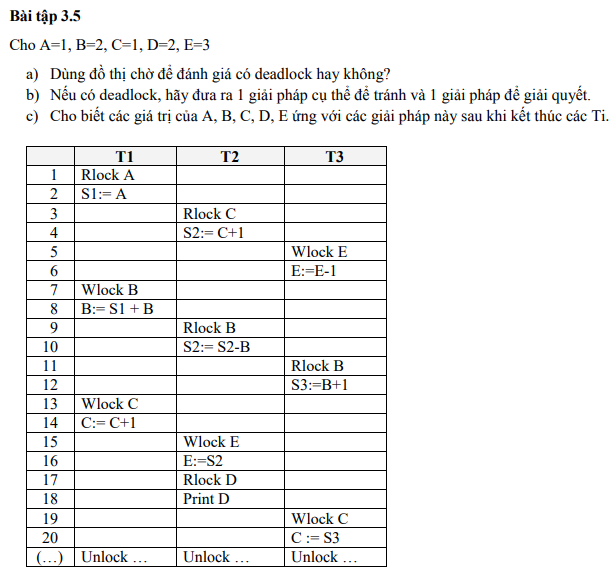 Bài tập 3.5
Cho A=1, B=2, C=1, D=2, E=3
a) Dùng đồ thị chờ để đánh giá có deadlock hay không?
b) Nếu có deadlock, hãy đưa ra 1 giải pháp cụ thể để tránh và 1 giải pháp để giải quyết.
c) Cho biết các giá trị của A, B, C, D, E ứng với các giải pháp này sau khi kết thúc các Ti.
T1 T2 T3
1 Rlock A
2 S1:= A
3 Rlock C
4 S2:= C+1
5 Wlock E
6 E:=E-1
7 Wlock B
8 B:= S1 + B
9 Rlock B
10 S2:= S2-B
11 Rlock B
12 S3:=B+1
13 Wlock C
14 C:= C+1
15 Wlock E
16 E:=S2
17 Rlock D
18 Print D
19 Wlock C
20 C := S3
(…) Unlock … Unlock … Unlock …